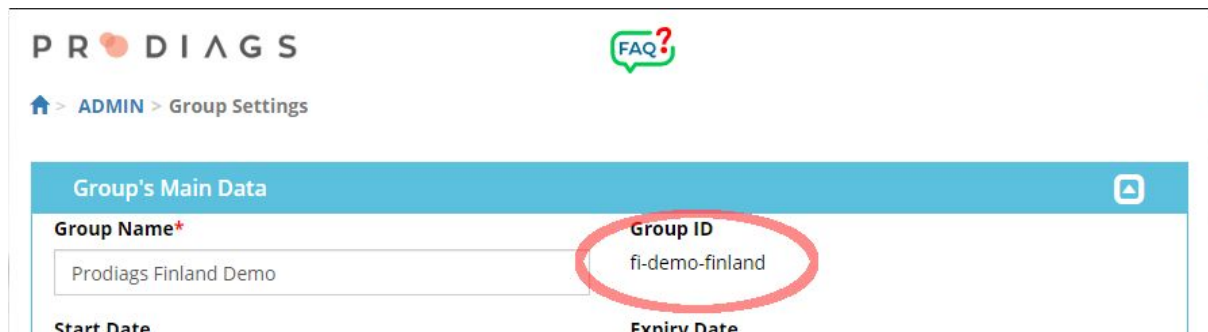 PRODIAGS
FAQ?
> ADMIN > Group Settings
Group's Main Data
Group Name*
Group ID
Prodiags Finland Demo
fi-demo-finland
Start Date
Expiry Date